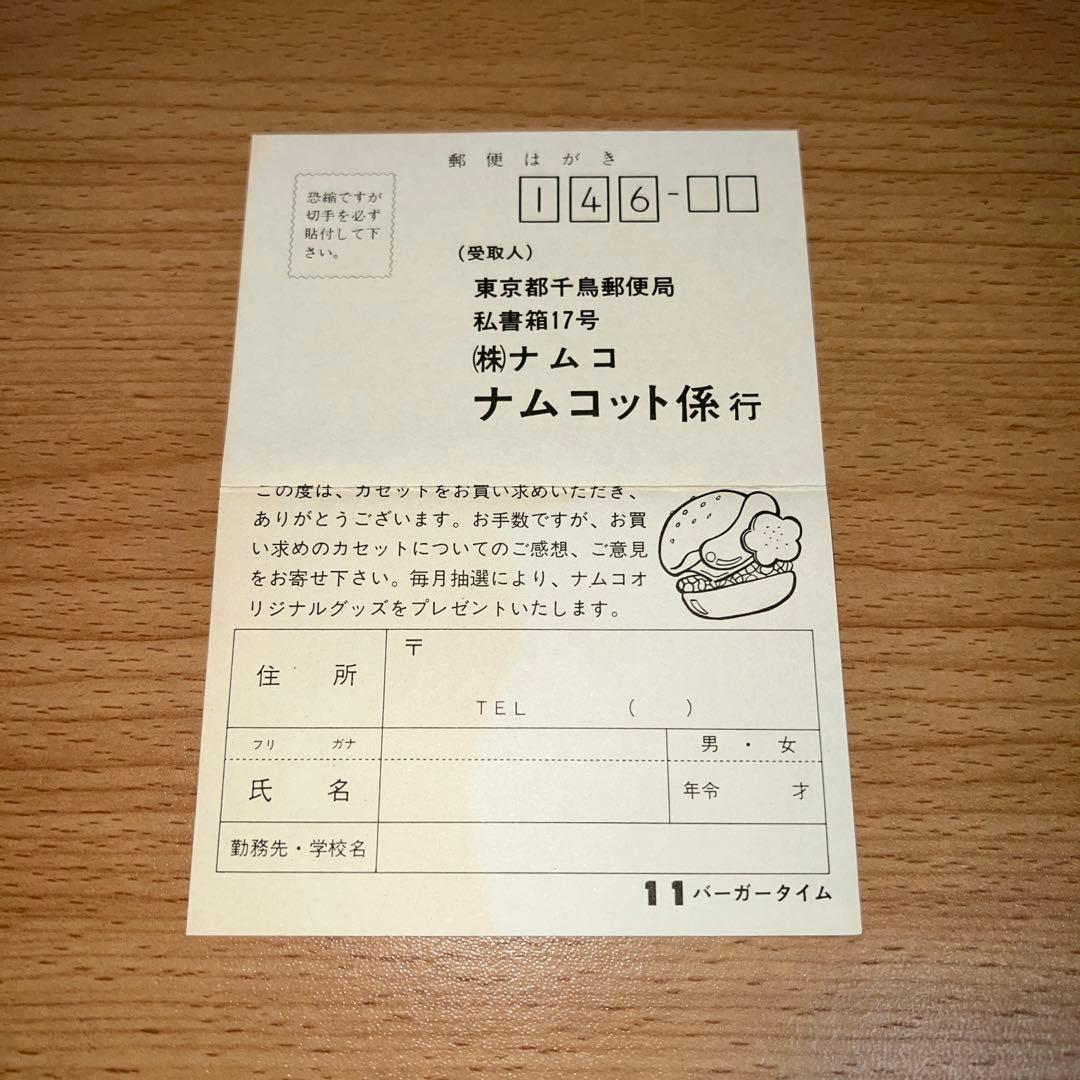 郵便はがき
恐縮ですが
切手を必ず
貼付して下
さい。
146-
(受取人)
東京都千鳥郵便局
私書箱17号
㈱ナムコ
ナムコット係行
この度は、カセットをお買い求めいただき、
ありがとうございます。お手数ですが、お買
い求めのカセットについてのご感想、ご意見
をお寄せ下さい。毎月抽選により、ナムコオ
リジナルグッズをプレゼントいたします。
住所
〒
TEL ( )
フリガナ
男・女
氏名
年令 才
勤務先・学校名
11 バーガータイム